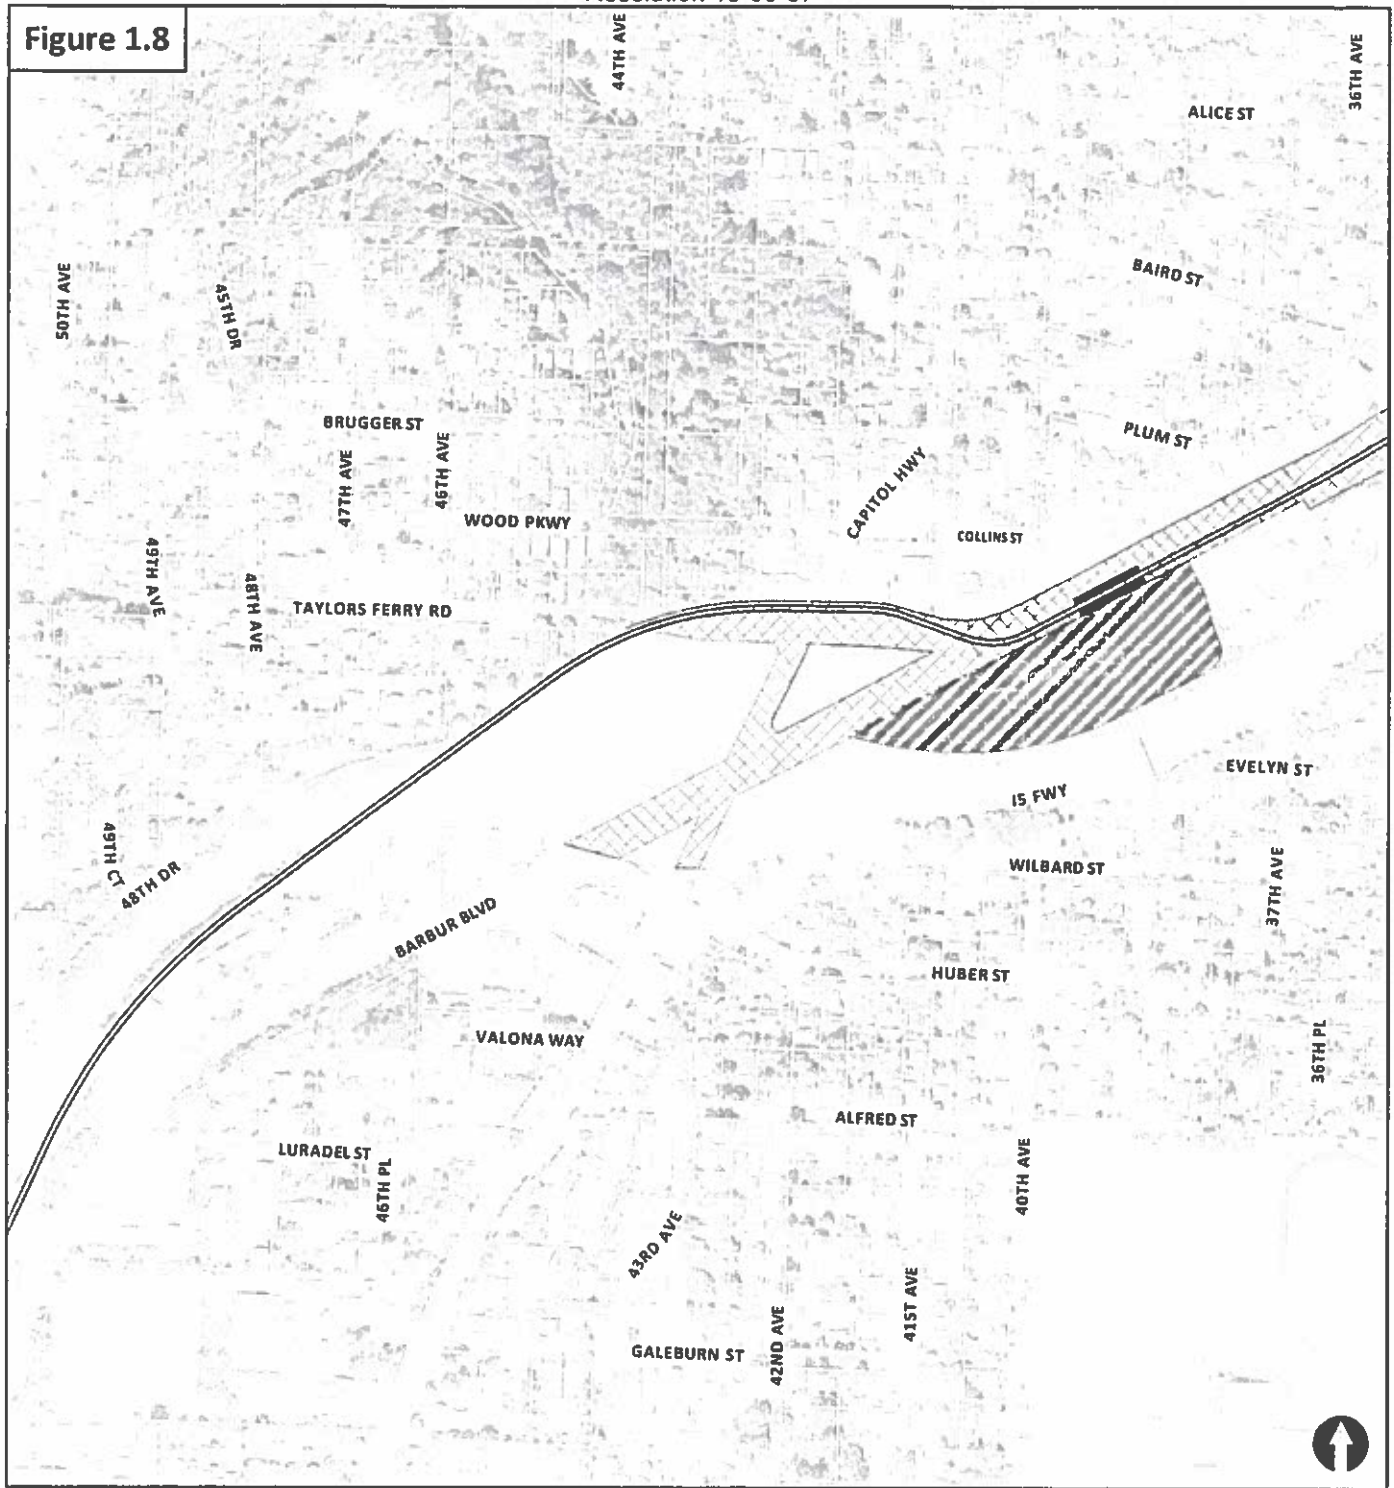 Figure 1.8
44TH AVE
36TH AVE
ALICE ST
50TH AVE
45TH DR
BAIRD ST
BRUGGER ST
47TH AVE
46TH AVE
WOOD PKWY
CAPITOL HWY
PLUM ST
COLLINS ST
49TH AVE
48TH AVE
TAYLORS FERRY RD
EVELYN ST
I5 FWY
49TH CT
48TH DR
WILBARD ST
37TH AVE
BARBUR BLVD
HUBER ST
VALONA WAY
36TH PL
ALFRED ST
LURADEL ST
46TH PL
40TH AVE
43RD AVE
41ST AVE
GALEBURN ST
42ND AVE